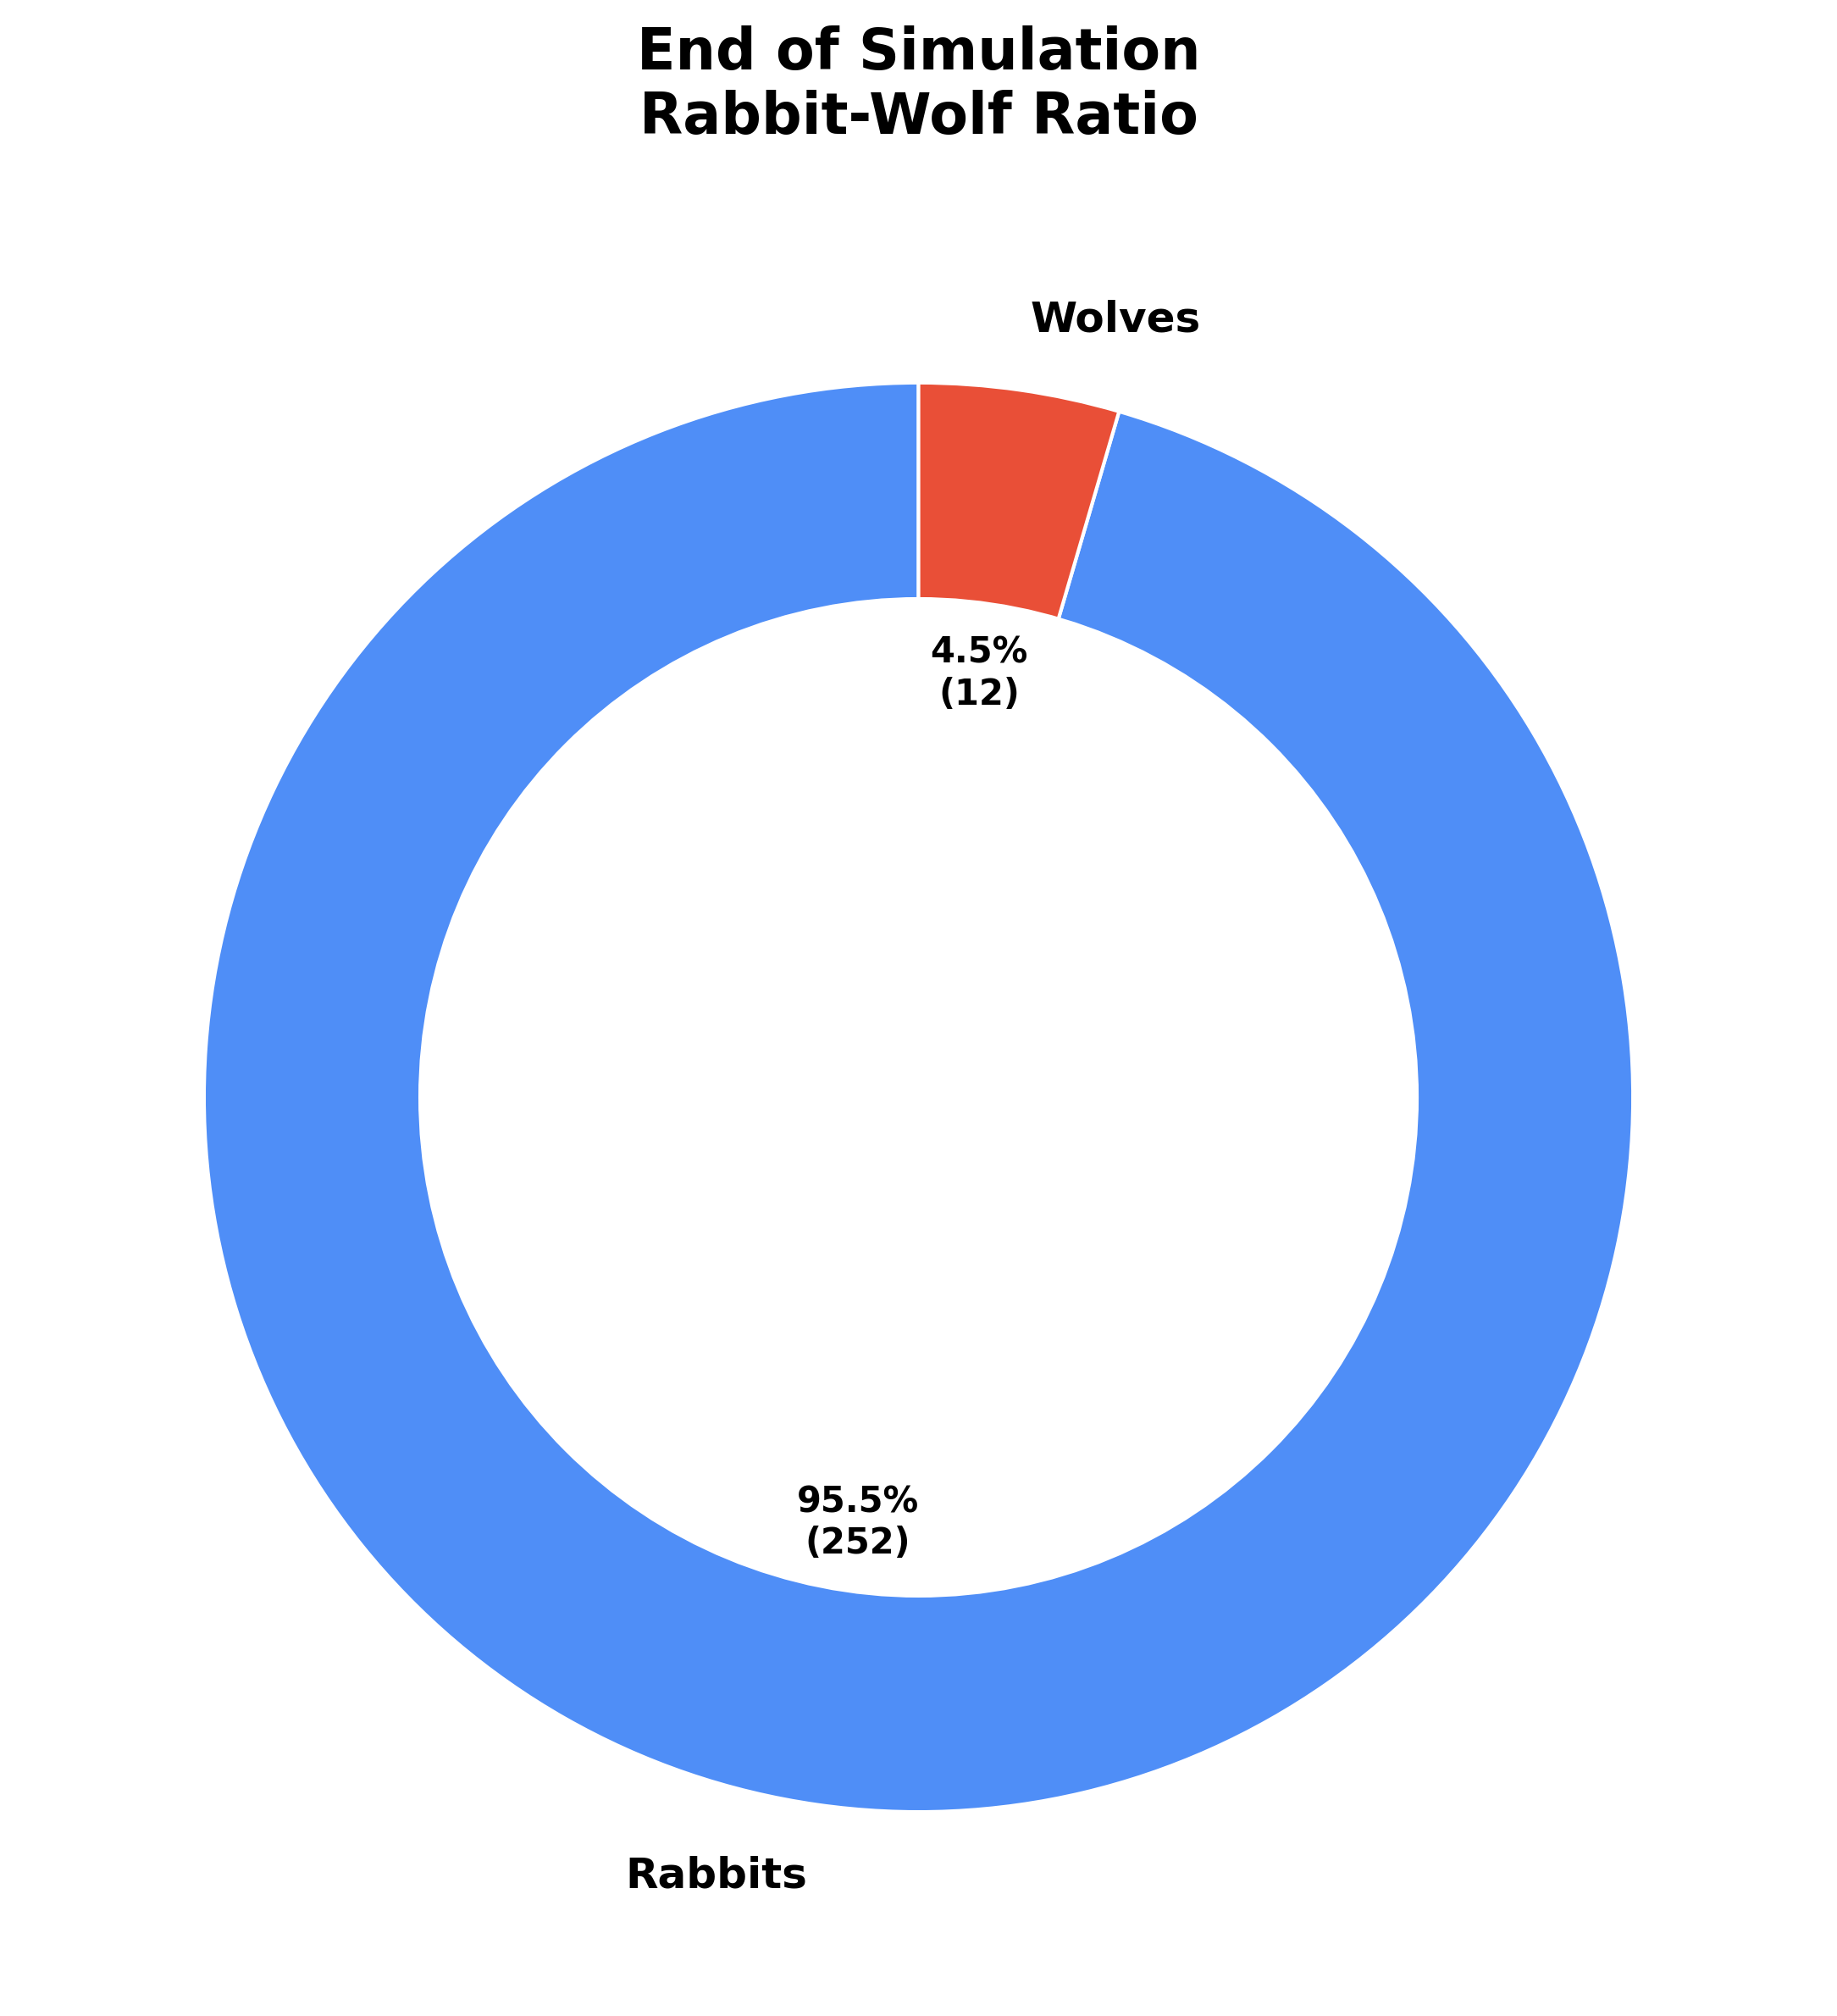 End of Simulation
Rabbit-Wolf Ratio
Wolves
4.5%
(12)
95.5%
(252)
Rabbits